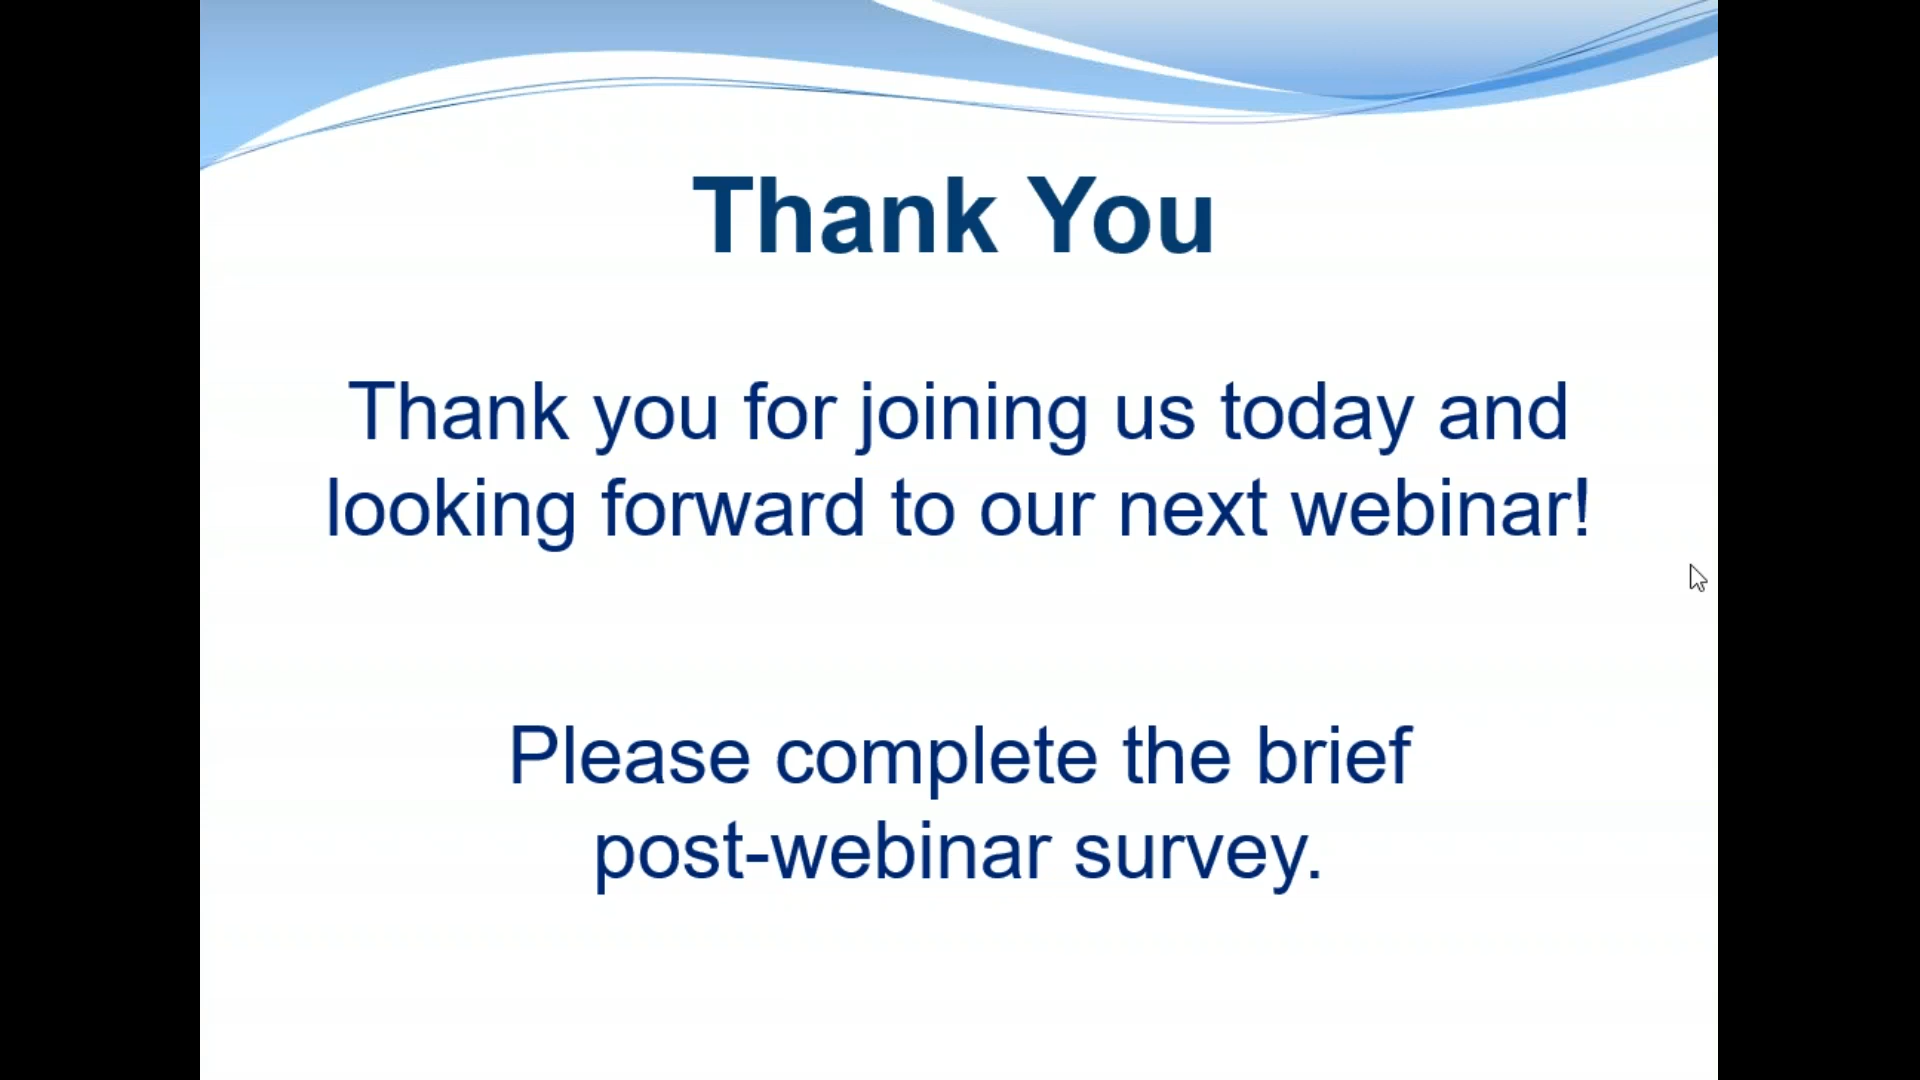 Thank You
Thank you for joining us today and
looking forward to our next webinar!
Please complete the brief
post-webinar survey.